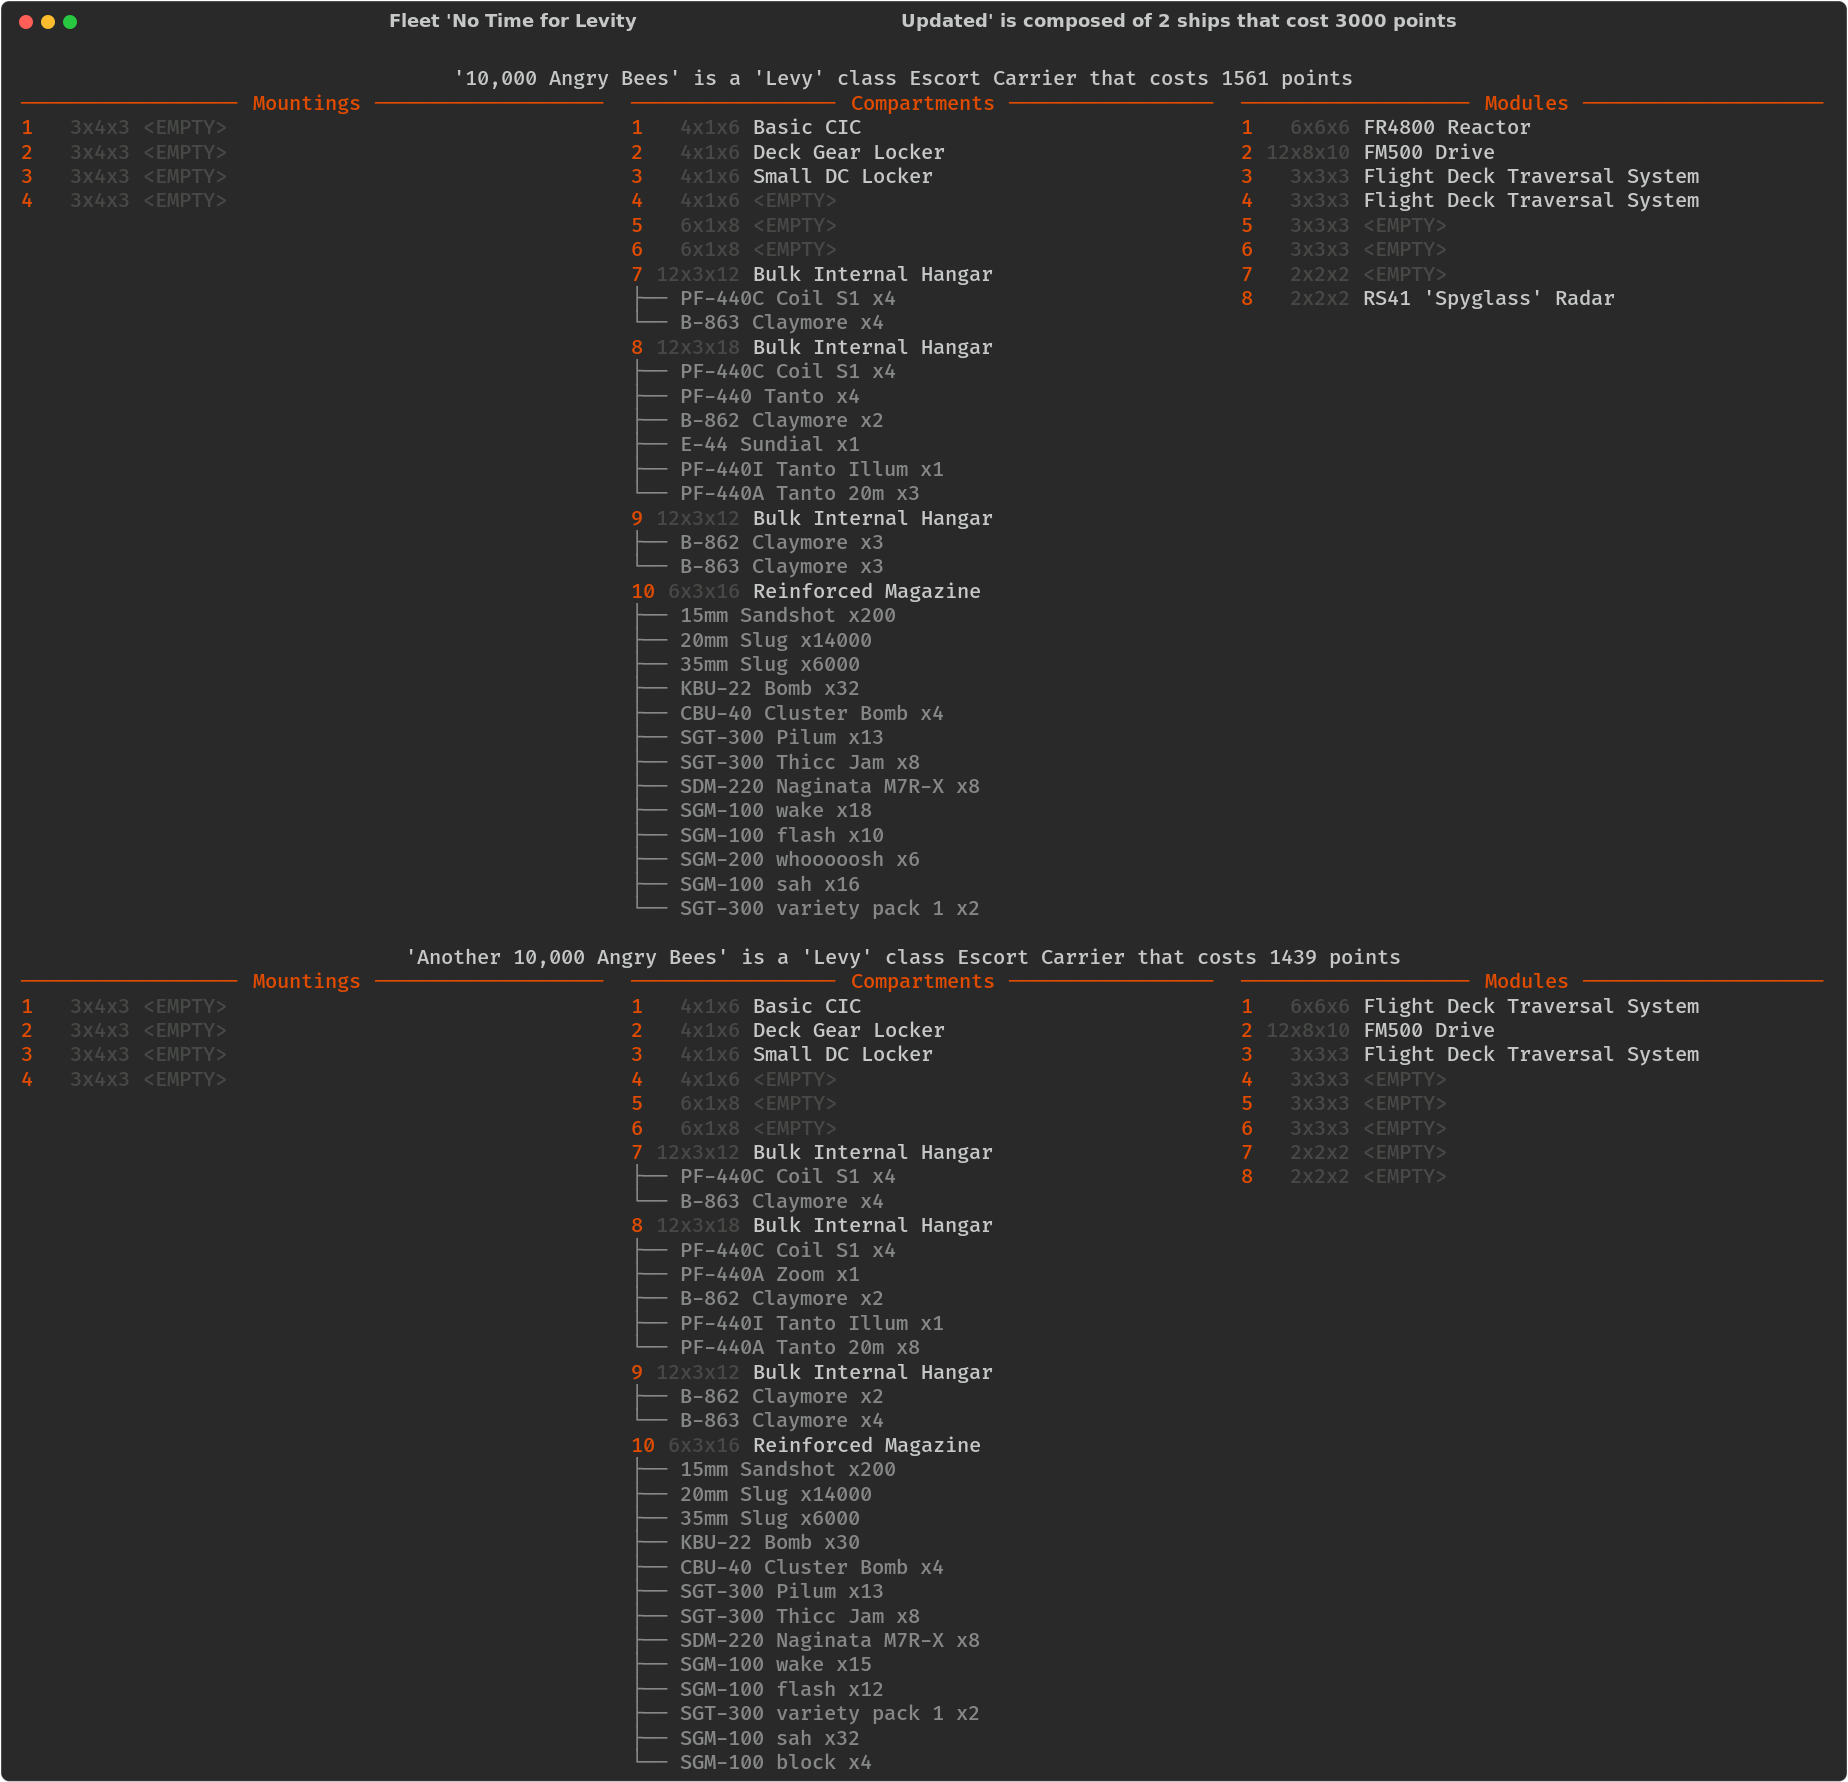 Fleet 'No Time for Levity Updated' is composed of 2 ships that cost 3000 points
'10,000 Angry Bees' is a 'Levy' class Escort Carrier that costs 1561 points
Mountings
1 3x4x3 <EMPTY>
2 3x4x3 <EMPTY>
3 3x4x3 <EMPTY>
4 3x4x3 <EMPTY>
Compartments
1 4x1x6 Basic CIC
2 4x1x6 Deck Gear Locker
3 4x1x6 Small DC Locker
4 4x1x6 <EMPTY>
5 6x1x8 <EMPTY>
6 6x1x8 <EMPTY>
7 12x3x12 Bulk Internal Hangar
PF-440C Coil S1 x4
B-863 Claymore x4
8 12x3x18 Bulk Internal Hangar
PF-440C Coil S1 x4
PF-440 Tanto x4
B-862 Claymore x2
E-44 Sundial x1
PF-440I Tanto Illum x1
PF-440A Tanto 20m x3
9 12x3x12 Bulk Internal Hangar
B-862 Claymore x3
B-863 Claymore x3
10 6x3x16 Reinforced Magazine
15mm Sandshot x200
20mm Slug x14000
35mm Slug x6000
KBU-22 Bomb x32
CBU-40 Cluster Bomb x4
SGT-300 Pilum x13
SGT-300 Thicc Jam x8
SDM-220 Naginata M7R-X x8
SGM-100 wake x18
SGM-100 flash x10
SGM-200 whooooosh x6
SGM-100 sah x16
SGT-300 variety pack 1 x2
Modules
1 6x6x6 FR4800 Reactor
2 12x8x10 FM500 Drive
3 3x3x3 Flight Deck Traversal System
4 3x3x3 Flight Deck Traversal System
5 3x3x3 <EMPTY>
6 3x3x3 <EMPTY>
7 2x2x2 <EMPTY>
8 2x2x2 RS41 'Spyglass' Radar
'Another 10,000 Angry Bees' is a 'Levy' class Escort Carrier that costs 1439 points
Mountings
1 3x4x3 <EMPTY>
2 3x4x3 <EMPTY>
3 3x4x3 <EMPTY>
4 3x4x3 <EMPTY>
Compartments
1 4x1x6 Basic CIC
2 4x1x6 Deck Gear Locker
3 4x1x6 Small DC Locker
4 4x1x6 <EMPTY>
5 6x1x8 <EMPTY>
6 6x1x8 <EMPTY>
7 12x3x12 Bulk Internal Hangar
PF-440C Coil S1 x4
B-863 Claymore x4
8 12x3x18 Bulk Internal Hangar
PF-440C Coil S1 x4
PF-440A Zoom x1
B-862 Claymore x2
PF-440I Tanto Illum x1
PF-440A Tanto 20m x8
9 12x3x12 Bulk Internal Hangar
B-862 Claymore x2
B-863 Claymore x4
10 6x3x16 Reinforced Magazine
15mm Sandshot x200
20mm Slug x14000
35mm Slug x6000
KBU-22 Bomb x30
CBU-40 Cluster Bomb x4
SGT-300 Pilum x13
SGT-300 Thicc Jam x8
SDM-220 Naginata M7R-X x8
SGM-100 wake x15
SGM-100 flash x12
SGT-300 variety pack 1 x2
SGM-100 sah x32
SGM-100 block x4
Modules
1 6x6x6 Flight Deck Traversal System
2 12x8x10 FM500 Drive
3 3x3x3 Flight Deck Traversal System
4 3x3x3 <EMPTY>
5 3x3x3 <EMPTY>
6 3x3x3 <EMPTY>
7 2x2x2 <EMPTY>
8 2x2x2 <EMPTY>